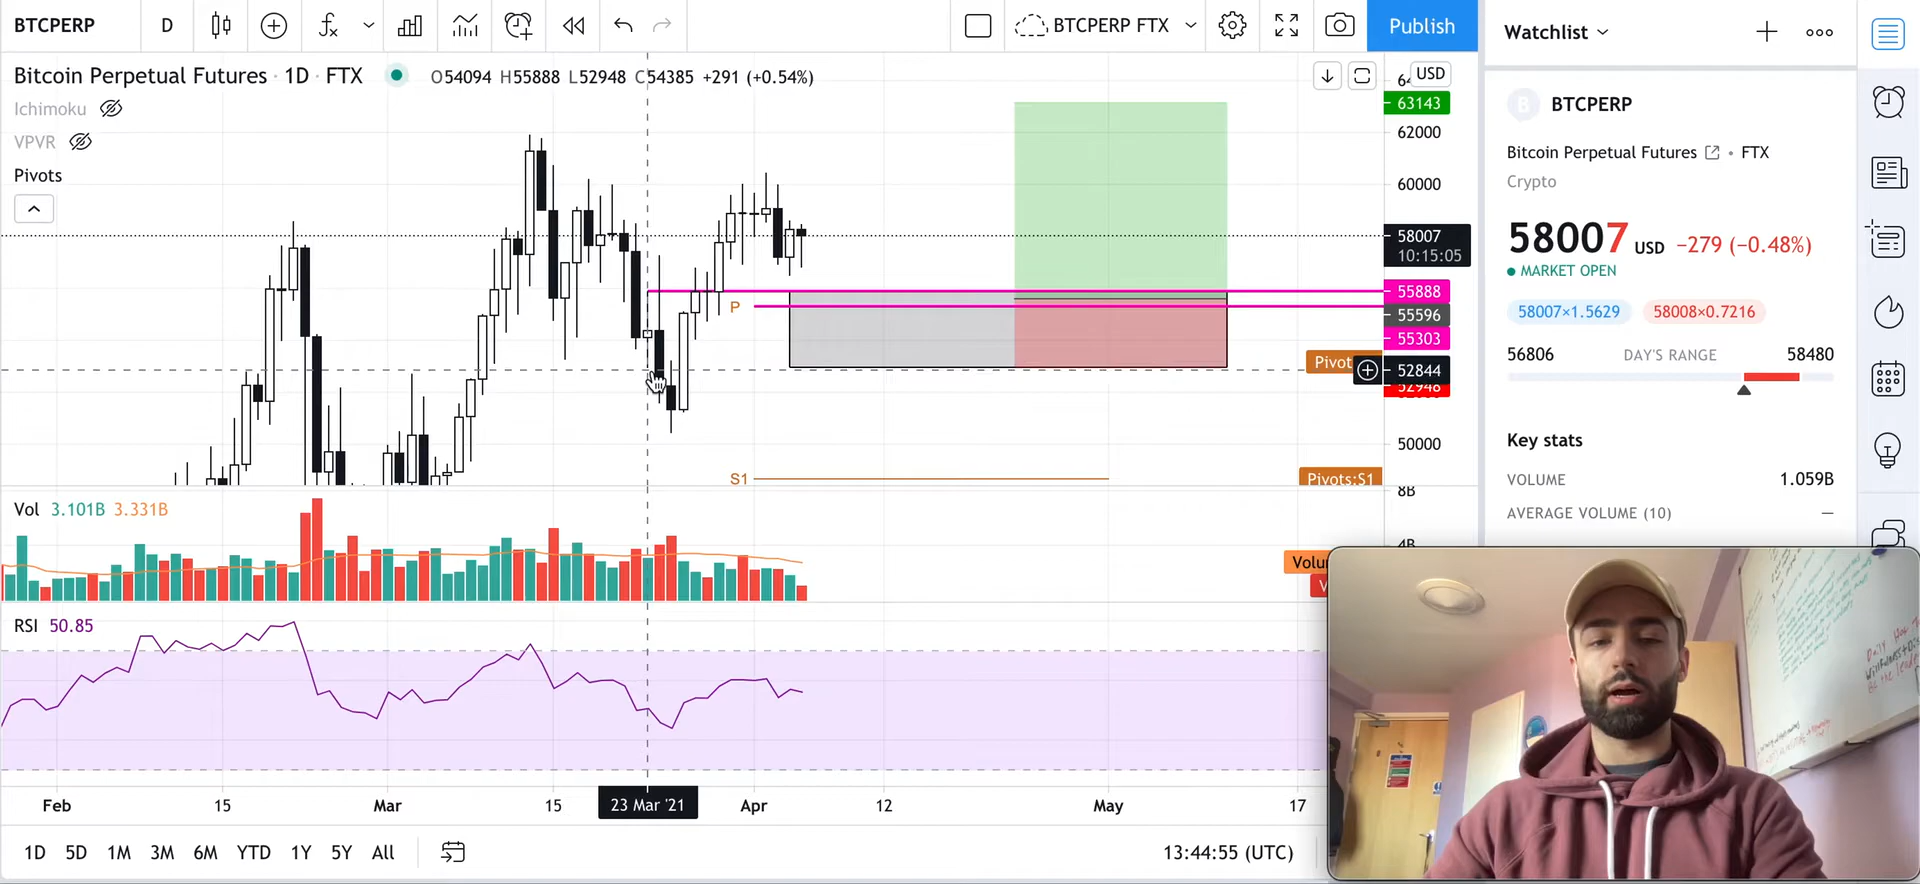 BTCPERP D BTCPERP FTX Publish
Bitcoin Perpetual Futures · 1D · FTX O54094 H55888 L52948 C54385 +291 (+0.54%)
Ichimoku
VPVR
Pivots
USD
63143
62000
60000
58007
10:15:05
55888
55596
55303
52844
52948
50000
P
Pivot
S1
Pivots:S1
8B
4B
Vol 3.101B 3.331B
Volu
V
RSI 50.85
Feb 15 Mar 15 23 Mar '21 Apr 12 May 17
1D 5D 1M 3M 6M YTD 1Y 5Y All 13:44:55 (UTC)
Watchlist
B BTCPERP
Bitcoin Perpetual Futures • FTX
Crypto
58007 USD −279 (−0.48%)
MARKET OPEN
58007×1.5629 58008×0.7216
56806 DAY'S RANGE 58480
Key stats
VOLUME 1.059B
AVERAGE VOLUME (10) —